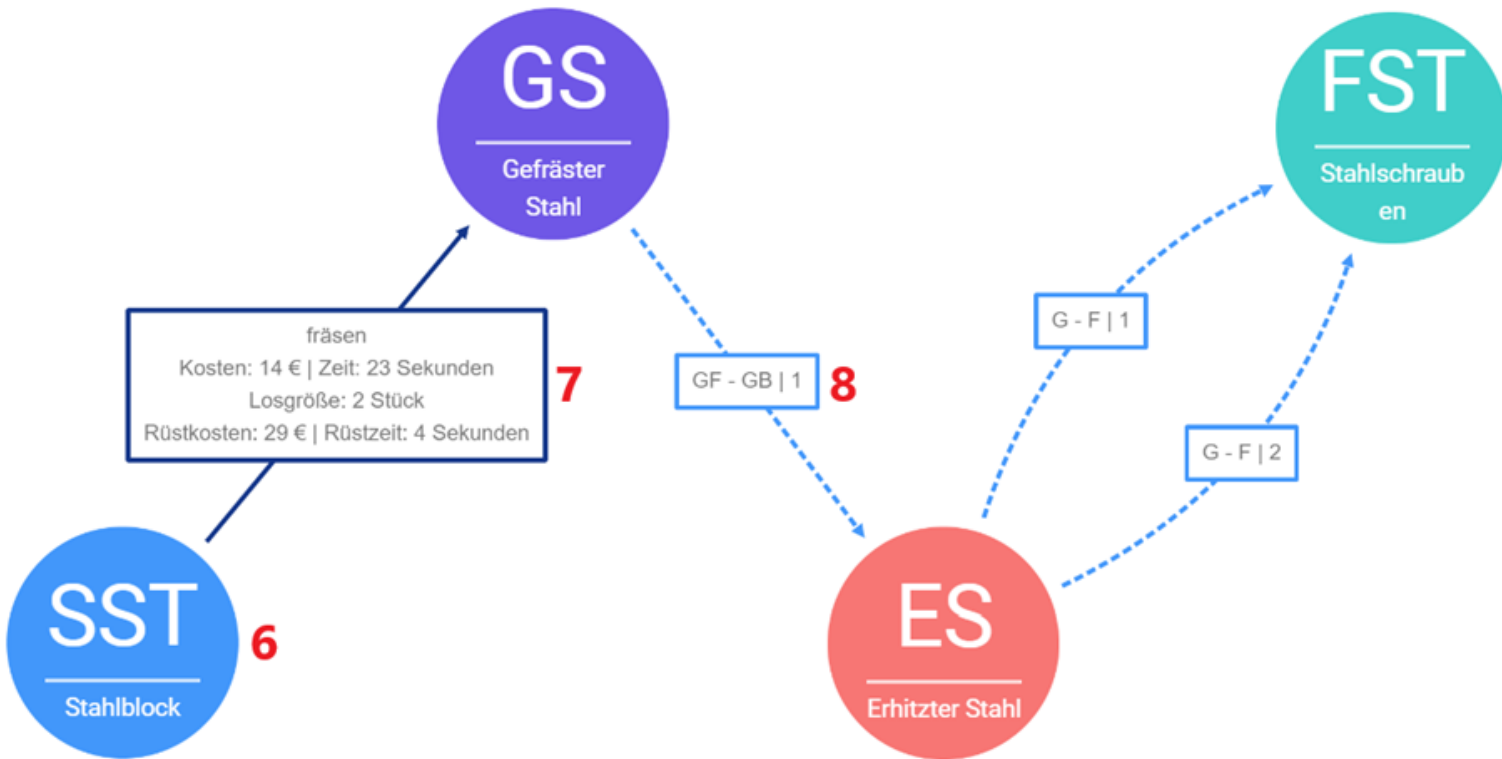 GS
Gefräster
Stahl
FST
Stahlschraub
en
fräsen
Kosten: 14 € | Zeit: 23 Sekunden
Losgröße: 2 Stück
Rüstkosten: 29 € | Rüstzeit: 4 Sekunden
7
GF - GB | 1
8
G - F | 1
G - F | 2
SST
Stahlblock
6
ES
Erhitzter Stahl